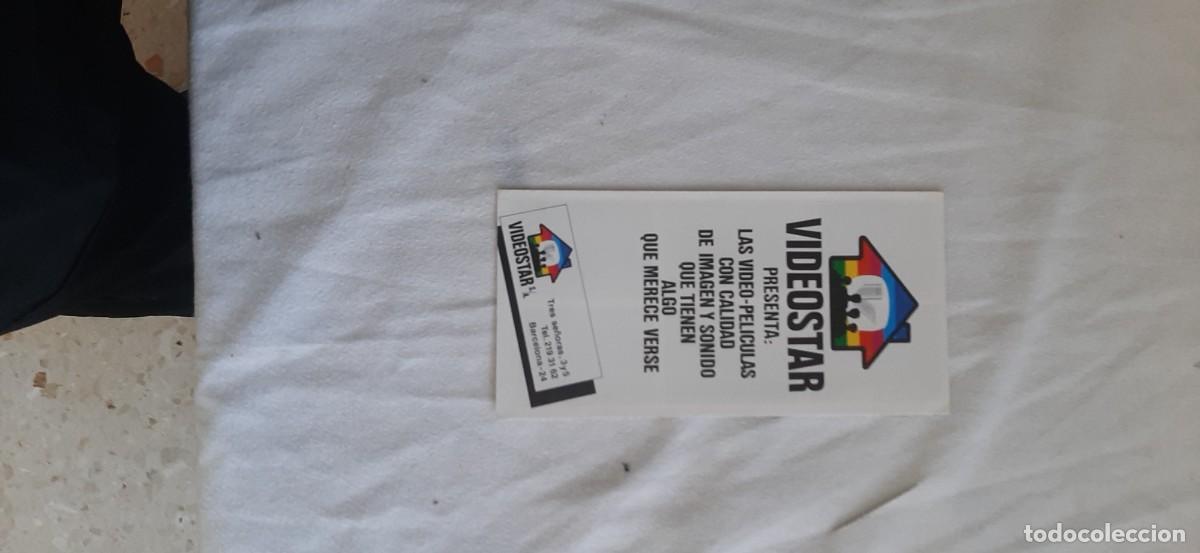 VIDEOSTAR
PRESENTA:
LAS VIDEO-PELICULAS
CON CALIDAD
DE IMAGEN Y SONIDO
QUE TIENEN
ALGO
QUE MERECE VERSE
VIDEOSTAR S/A
Tres señoras, 3 y 5
Tel. 219 31 62
Barcelona-24
todocoleccion